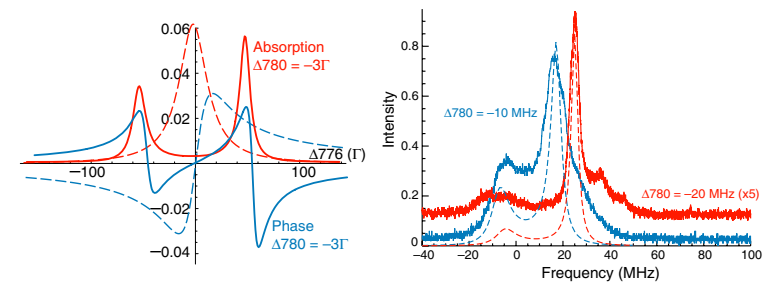 0.06
Absorption
Δ780 = −3Γ
0.04
0.02
Δ776 (Γ)
−100
100
−0.02
Phase
Δ780 = −3Γ
−0.04
0.8
0.6
0.4
0.2
0
Intensity
Δ780 = −10 MHz
Δ780 = −20 MHz (x5)
−40 −20 0 20 40 60 80 100
Frequency (MHz)